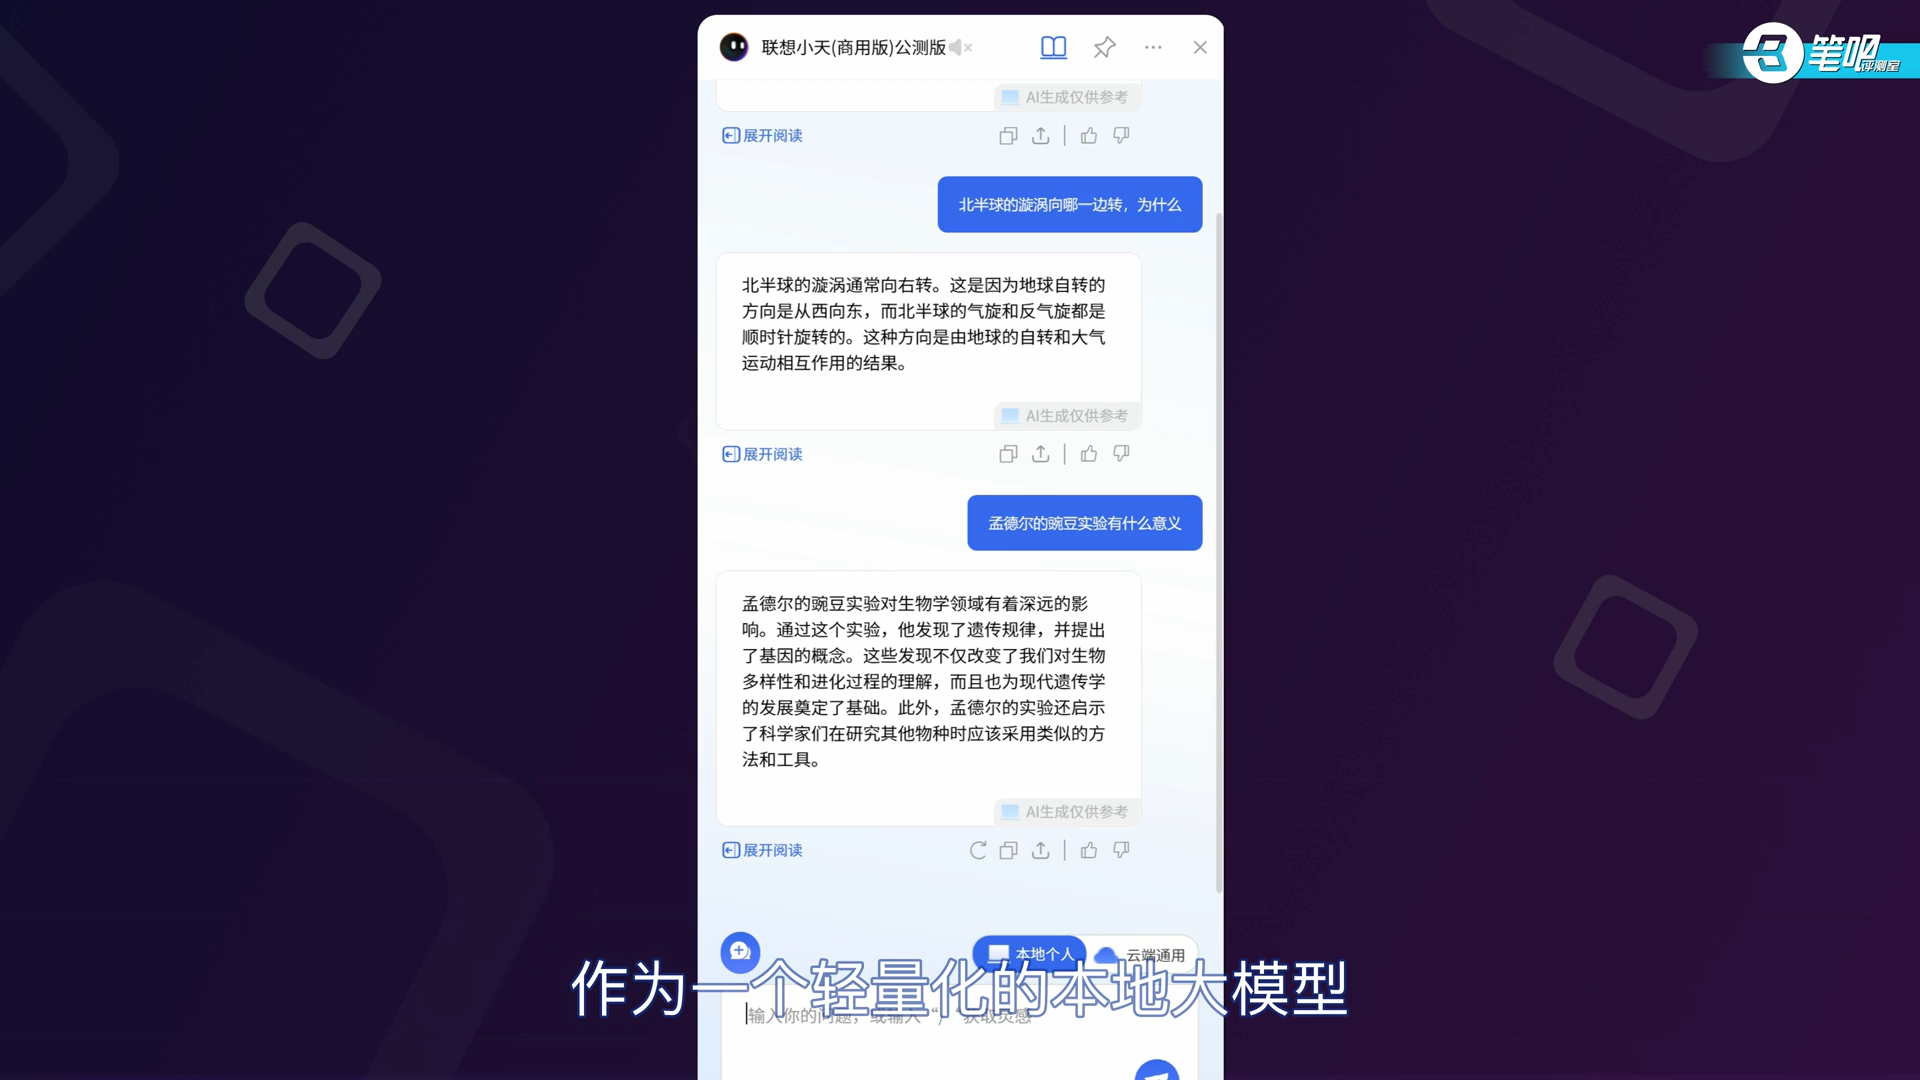 联想小天(商用版)公测版
笔吧
评测室
AI生成仅供参考
展开阅读
北半球的漩涡向哪一边转，为什么
北半球的漩涡通常向右转。这是因为地球自转的
方向是从西向东，而北半球的气旋和反气旋都是
顺时针旋转的。这种方向是由地球的自转和大气
运动相互作用的结果。
AI生成仅供参考
展开阅读
孟德尔的豌豆实验有什么意义
孟德尔的豌豆实验对生物学领域有着深远的影
响。通过这个实验，他发现了遗传规律，并提出
了基因的概念。这些发现不仅改变了我们对生物
多样性和进化过程的理解，而且也为现代遗传学
的发展奠定了基础。此外，孟德尔的实验还启示
了科学家们在研究其他物种时应该采用类似的方
法和工具。
AI生成仅供参考
展开阅读
本地个人
云端通用
作为一个轻量化的本地大模型
输入你的问题，或输入“/”获取灵感